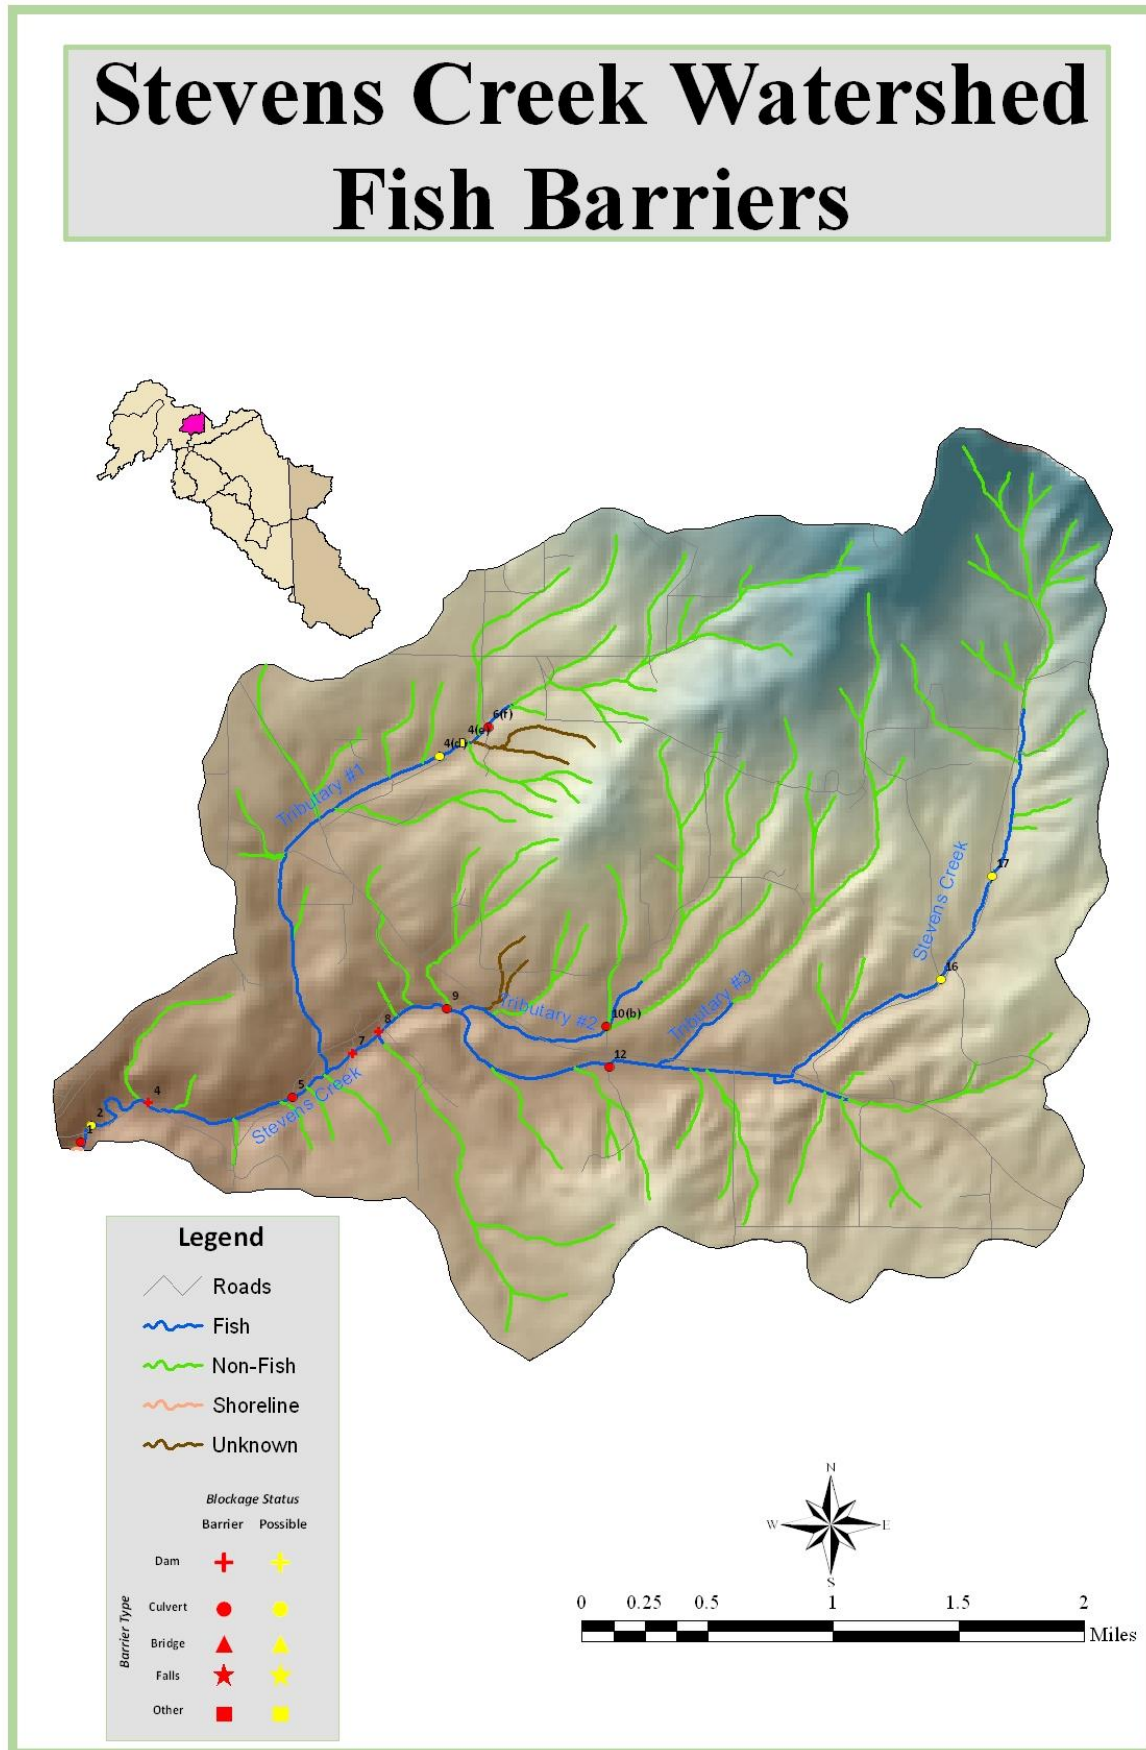 Stevens Creek Watershed
Fish Barriers
6(f)
4(e)
Tributary #1
17
Stevens Creek
16
9
Tributary #2
10(b)
Tributary #3
8
7
12
5
4
2
1
Stevens Creek
Legend
Roads
Fish
Non-Fish
Shoreline
Unknown
Blockage Status
Barrier Possible
Barrier Type
Dam
Culvert
Bridge
Falls
Other
N
W E
S
0 0.25 0.5 1 1.5 2
Miles